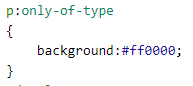 p:only-of-type
{
    background:#ff0000;
}